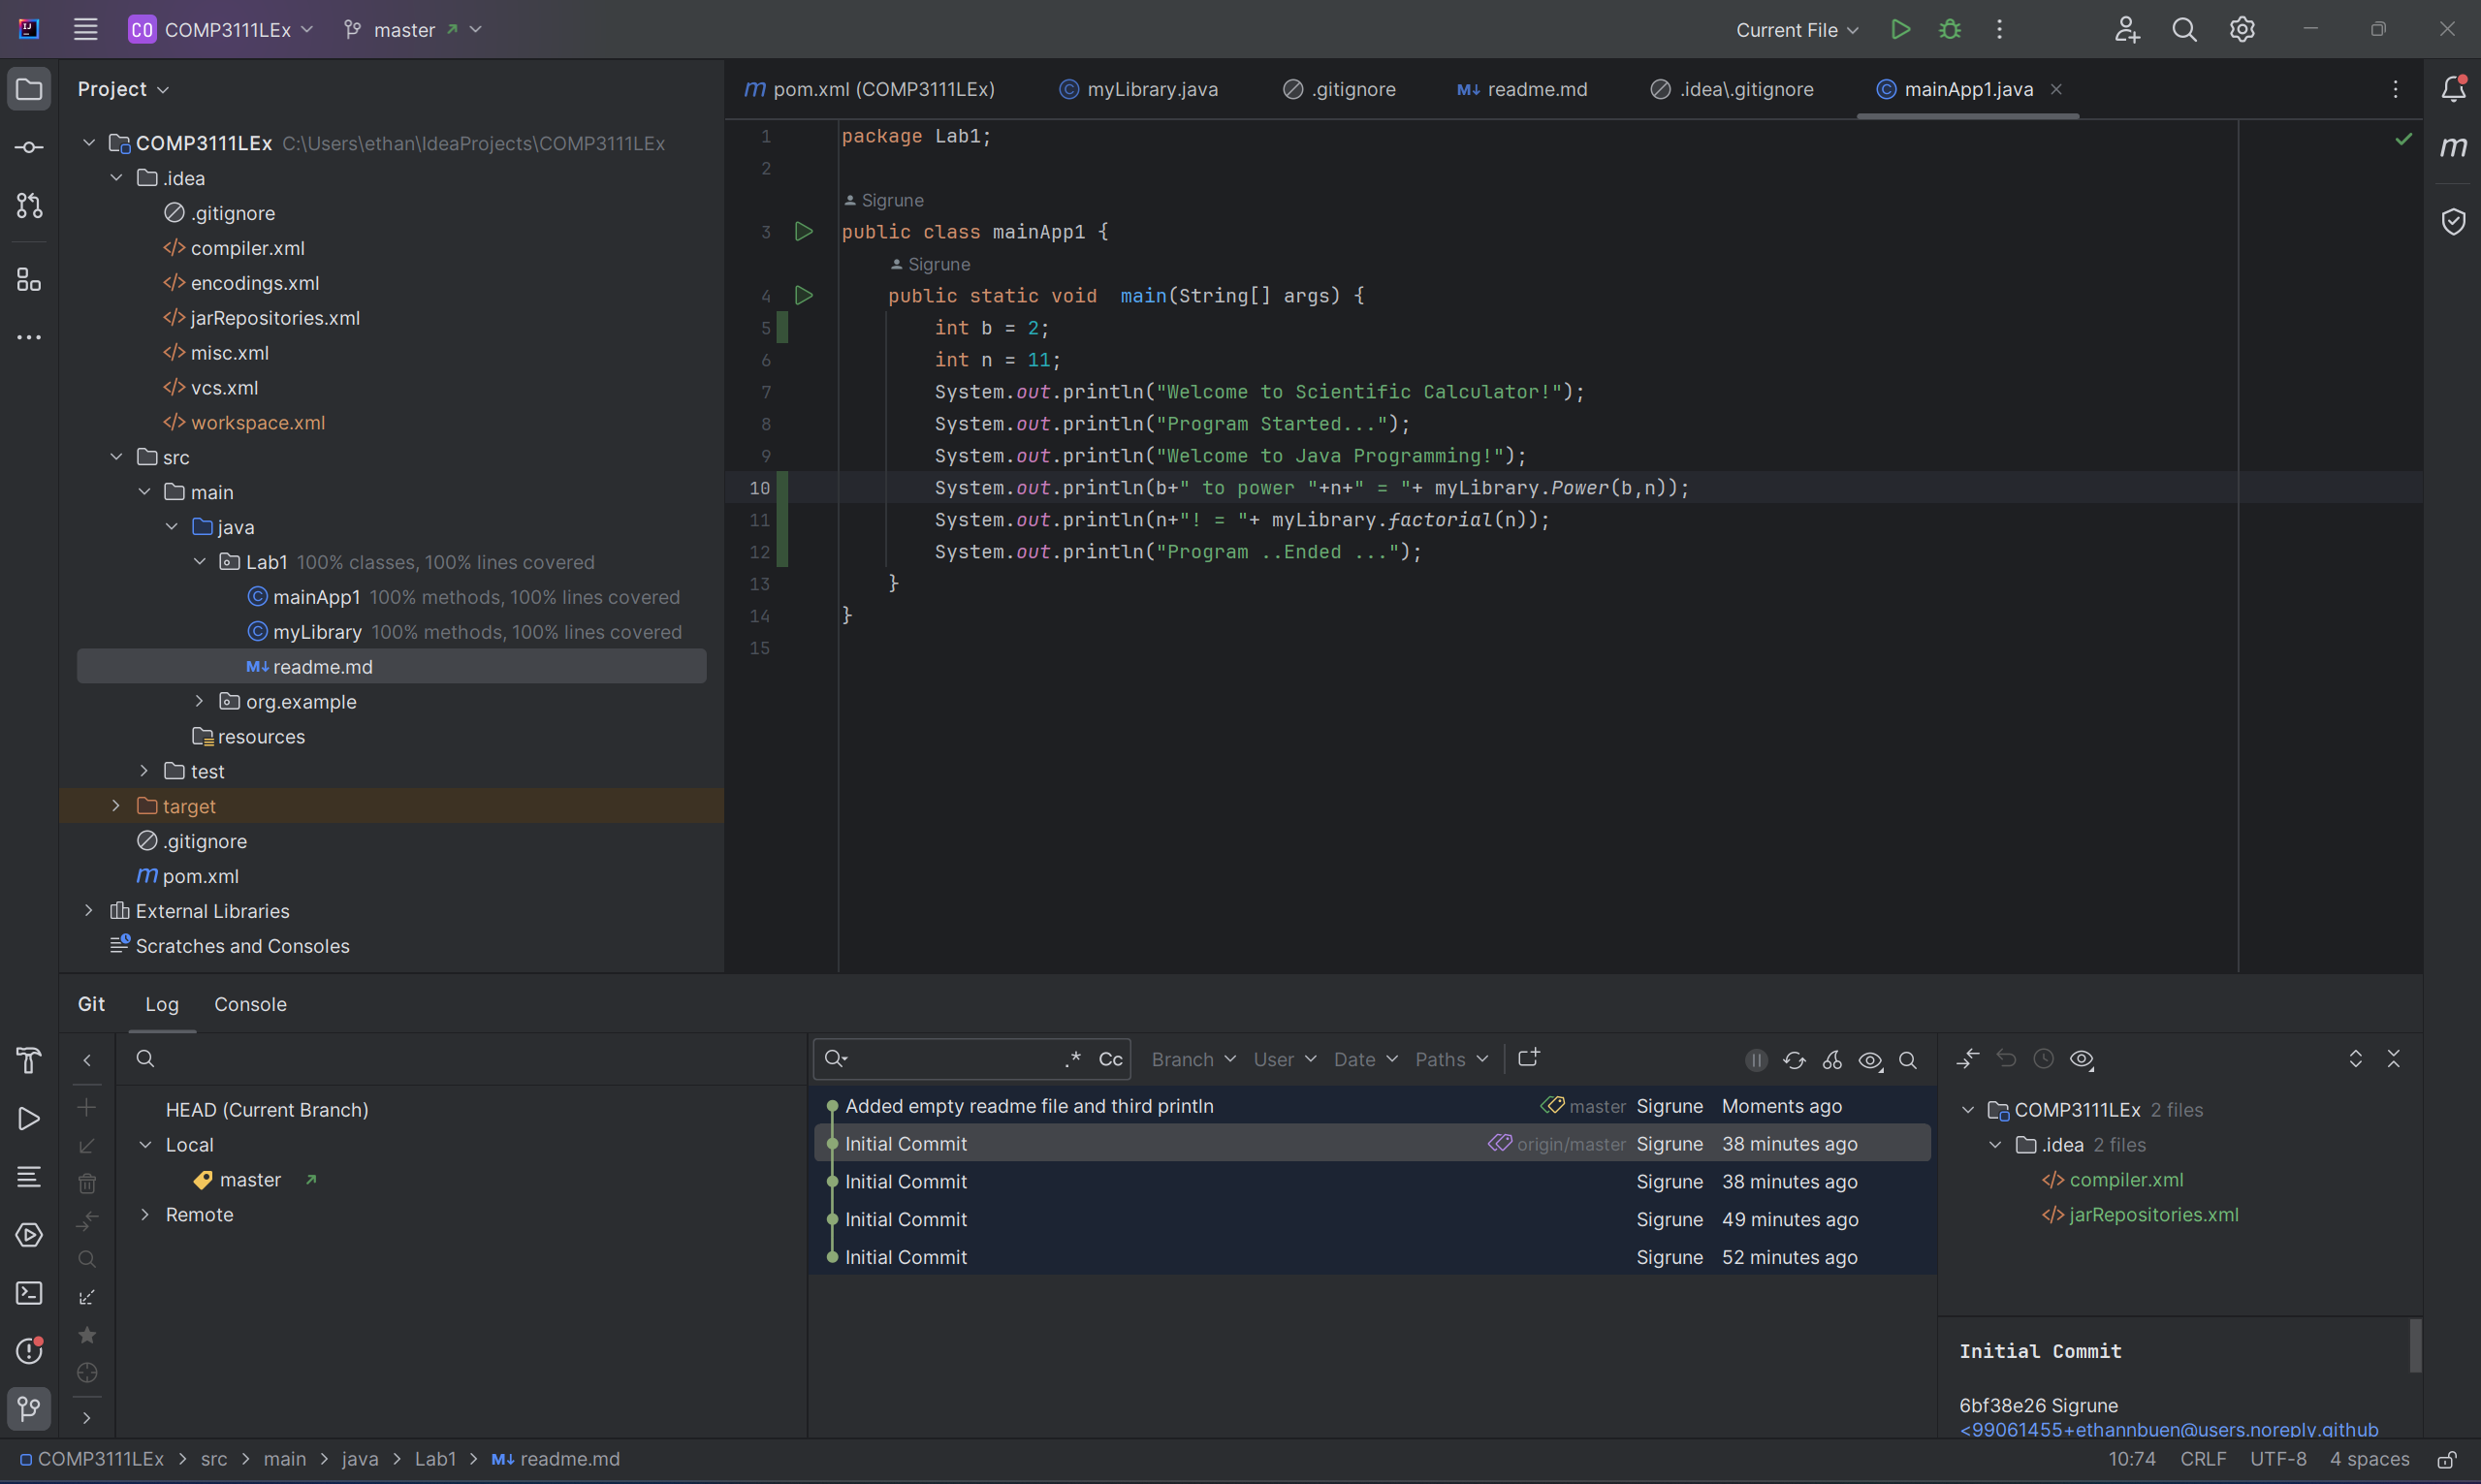 CO COMP3111LEx master Current File
Project
COMP3111LEx C:\Users\ethan\IdeaProjects\COMP3111LEx
.idea
.gitignore
compiler.xml
encodings.xml
jarRepositories.xml
misc.xml
vcs.xml
workspace.xml
src
main
java
Lab1 100% classes, 100% lines covered
mainApp1 100% methods, 100% lines covered
myLibrary 100% methods, 100% lines covered
readme.md
org.example
resources
test
target
.gitignore
pom.xml
External Libraries
Scratches and Consoles
pom.xml (COMP3111LEx) myLibrary.java .gitignore readme.md .idea\.gitignore mainApp1.java
1 package Lab1;
2
Sigrune
3 public class mainApp1 {
Sigrune
4 public static void main(String[] args) {
5 int b = 2;
6 int n = 11;
7 System.out.println("Welcome to Scientific Calculator!");
8 System.out.println("Program Started...");
9 System.out.println("Welcome to Java Programming!");
10 System.out.println(b+" to power "+n+" = "+ myLibrary.Power(b,n));
11 System.out.println(n+"! = "+ myLibrary.factorial(n));
12 System.out.println("Program ..Ended ...");
13 }
14 }
15
Git Log Console
HEAD (Current Branch)
Local
master
Remote
.* Cc Branch User Date Paths
Added empty readme file and third println master Sigrune Moments ago
Initial Commit origin/master Sigrune 38 minutes ago
Initial Commit Sigrune 38 minutes ago
Initial Commit Sigrune 49 minutes ago
Initial Commit Sigrune 52 minutes ago
COMP3111LEx 2 files
.idea 2 files
compiler.xml
jarRepositories.xml
Initial Commit
6bf38e26 Sigrune
<99061455+ethannbuen@users.noreply.github
COMP3111LEx > src > main > java > Lab1 > readme.md 10:74 CRLF UTF-8 4 spaces